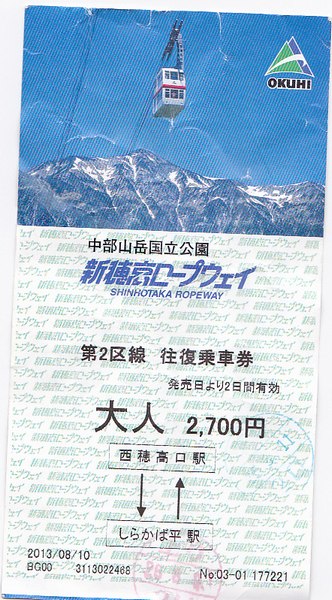 OKUHI
中部山岳国立公園
新穂高ロープウェイ
SHINHOTAKA ROPEWAY
第2区線 往復乗車券
発売日より2日間有効
大人 2,700円
西穂高口駅
しらかば平駅
2013/08/10
BG00 3113022468 No:03-01 177221